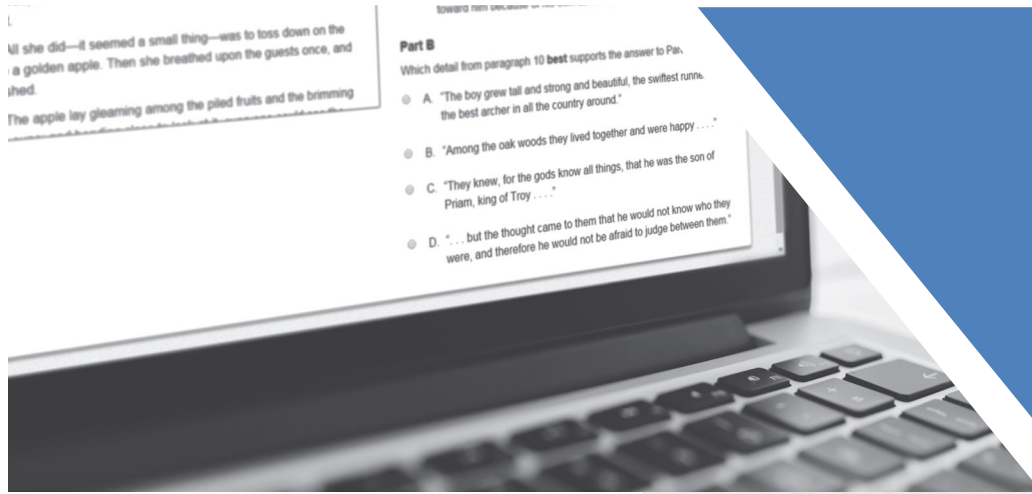 All she did—it seemed a small thing—was to toss down on the
a golden apple. Then she breathed upon the guests once, and
shed.
The apple lay gleaming among the piled fruits and the brimming
toward him because of his
Part B
Which detail from paragraph 10 best supports the answer to
A. "The boy grew tall and strong and beautiful, the swiftest
the best archer in all the country around."
B. "Among the oak woods they lived together and were happy . . . ."
C. "They knew, for the gods know all things, that he was the son of
Priam, king of Troy . . . ."
D. ". . . but the thought came to them that he would not know who they
were, and therefore he would not be afraid to judge between them."